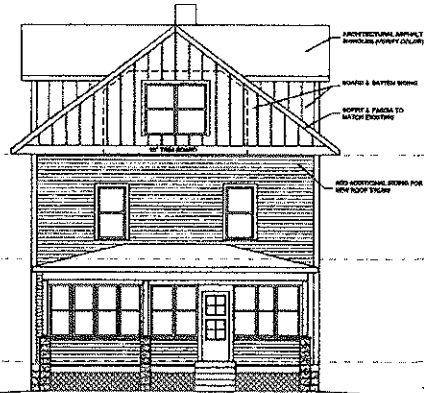 ARCHITECTURAL ASPHALT
SHINGLES (VERIFY COLOR)
BOARD & BATTEN SIDING
SOFFIT & FASCIA TO
MATCH EXISTING
10" TRIM BOARD
ADD ADDITIONAL SIDING FOR
NEW ROOF